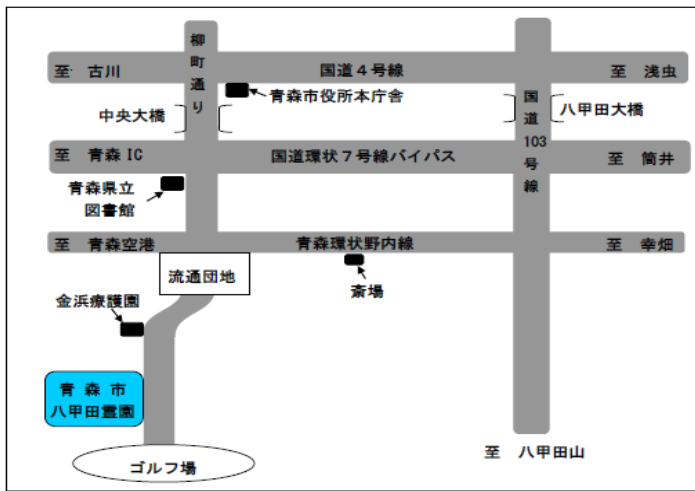 柳町通り
至 古川
国道4号線
至 浅虫
青森市役所本庁舎
中央大橋
国道103号線
八甲田大橋
至 青森IC
国道環状7号線バイパス
至 筒井
青森県立
図書館
至 青森空港
青森環状野内線
至 幸畑
流通団地
斎場
金浜療護園
青森市
八甲田霊園
至 八甲田山
ゴルフ場